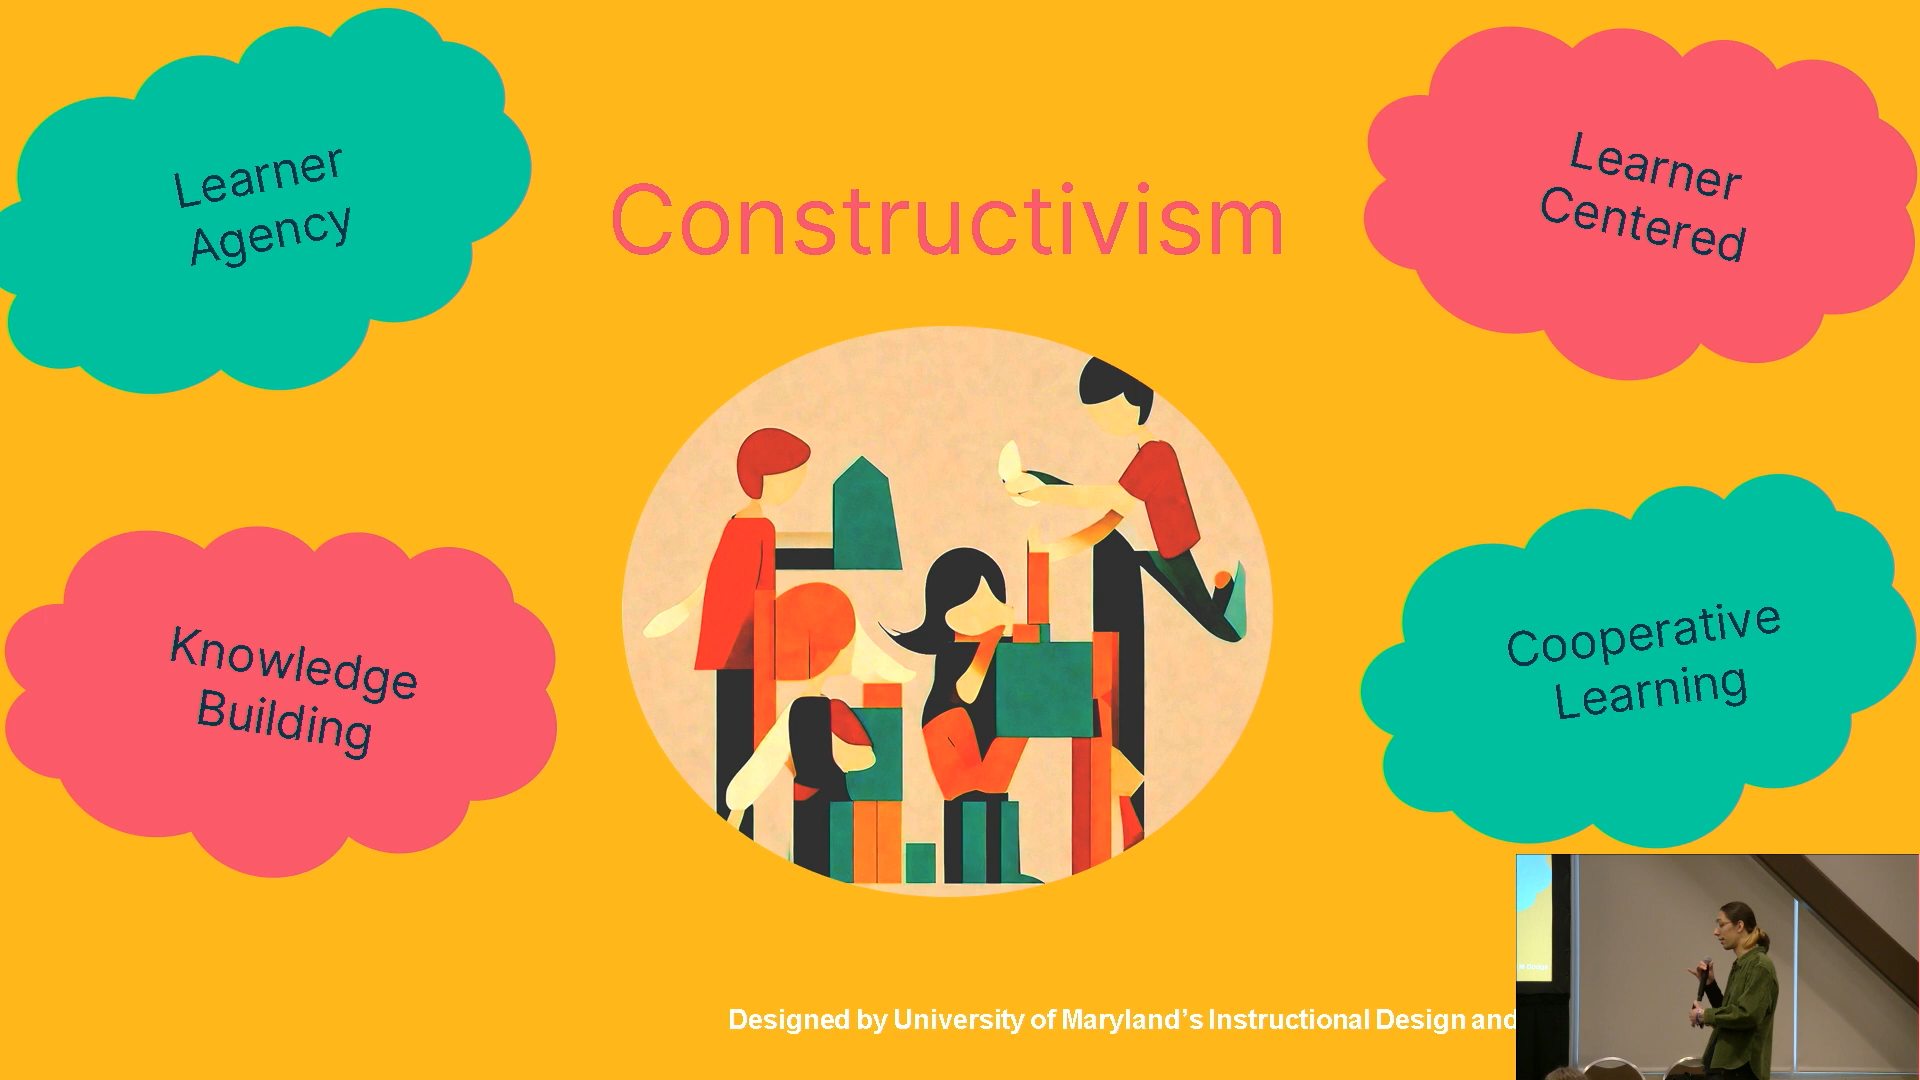 Learner
Agency
Constructivism
Learner
Centered
Knowledge
Building
Cooperative
Learning
Designed by University of Maryland's Instructional Design and